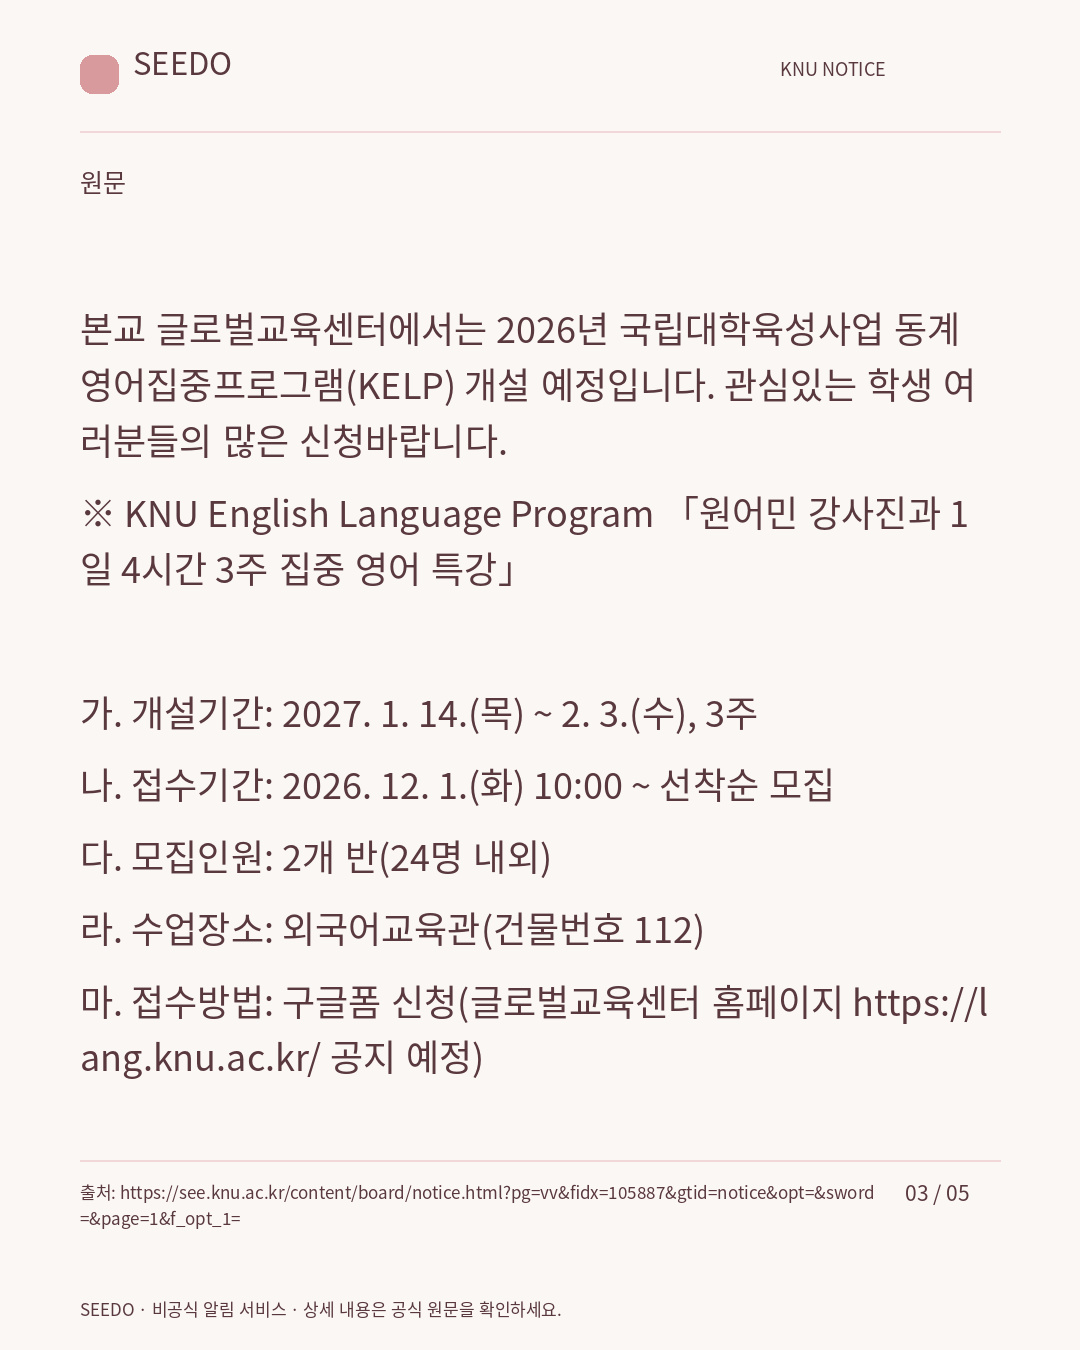 SEEDO
KNU NOTICE
원문
본교 글로벌교육센터에서는 2026년 국립대학육성사업 동계
영어집중프로그램(KELP) 개설 예정입니다. 관심있는 학생 여
러분들의 많은 신청바랍니다.
※ KNU English Language Program 「원어민 강사진과 1
일 4시간 3주 집중 영어 특강」
가. 개설기간: 2027. 1. 14.(목) ~ 2. 3.(수), 3주
나. 접수기간: 2026. 12. 1.(화) 10:00 ~ 선착순 모집
다. 모집인원: 2개 반(24명 내외)
라. 수업장소: 외국어교육관(건물번호 112)
마. 접수방법: 구글폼 신청(글로벌교육센터 홈페이지 https://l
ang.knu.ac.kr/ 공지 예정)
출처: https://see.knu.ac.kr/content/board/notice.html?pg=vv&fidx=105887&gtid=notice&opt=&sword
=&page=1&f_opt_1=
03 / 05
SEEDO · 비공식 알림 서비스 · 상세 내용은 공식 원문을 확인하세요.